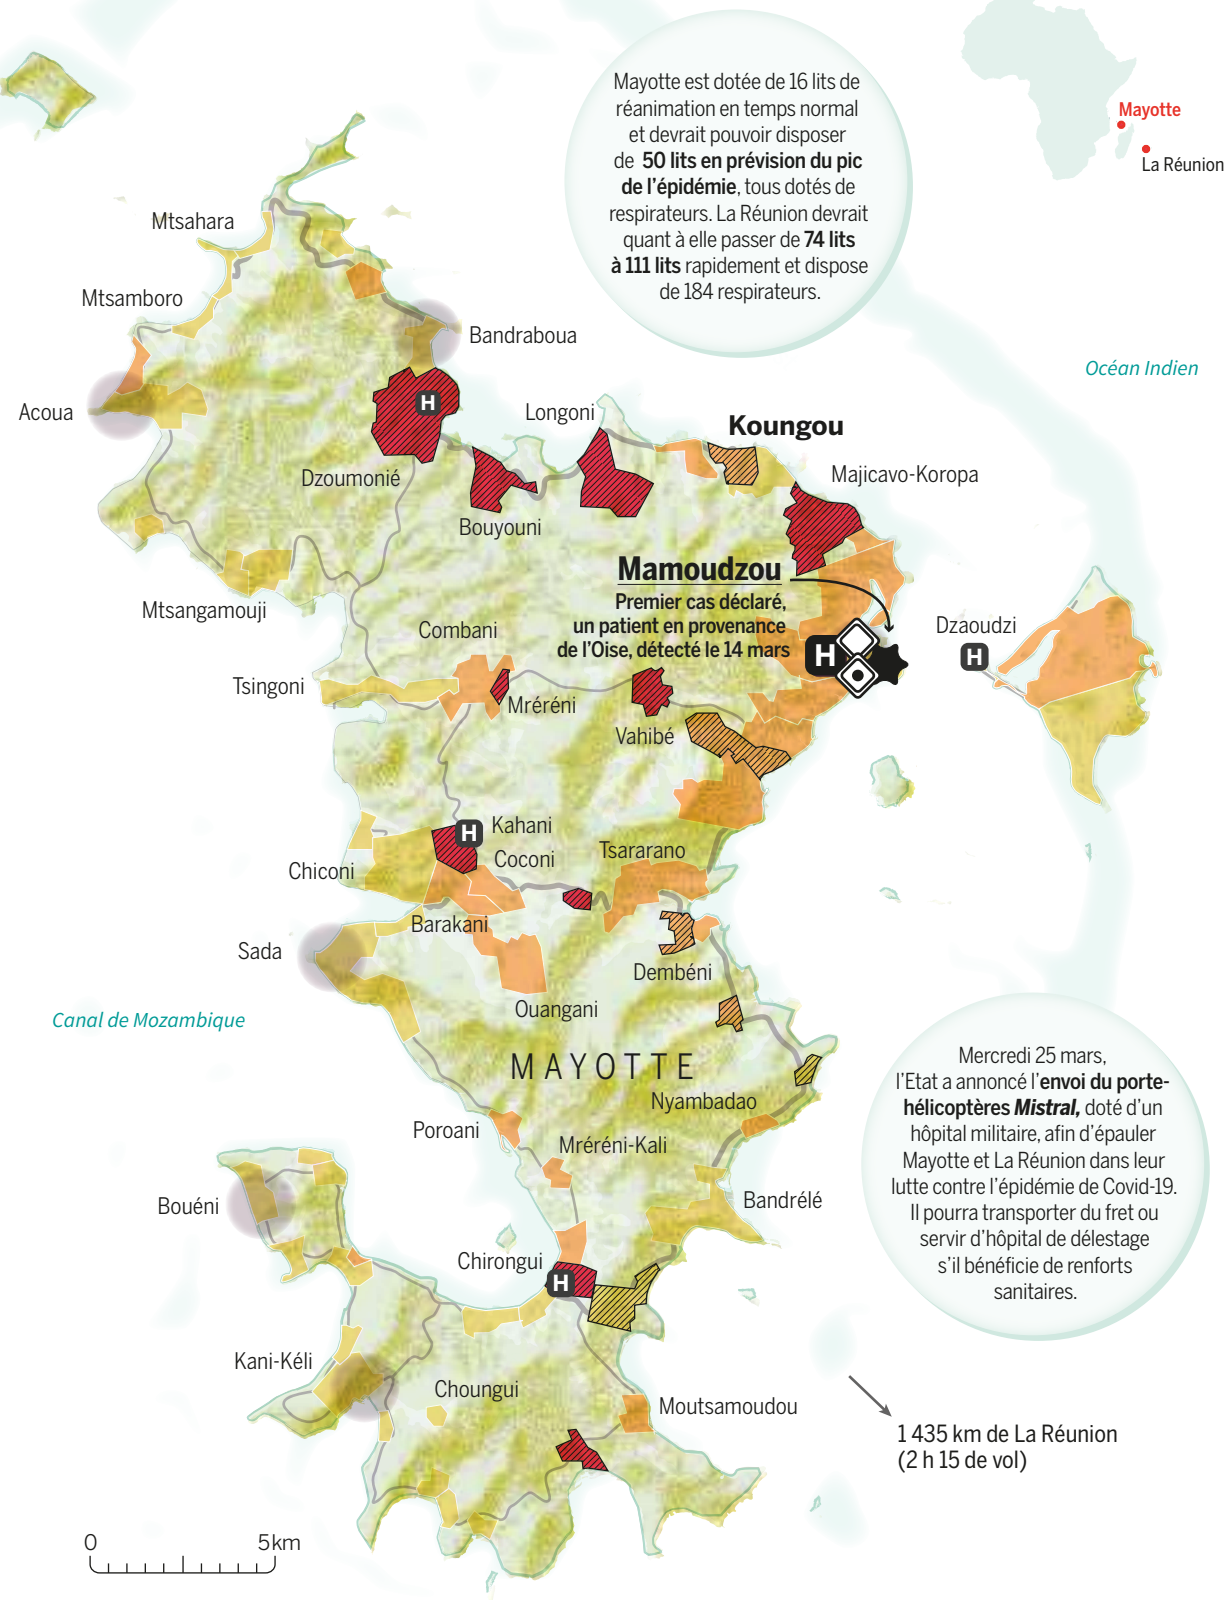 Mayotte est dotée de 16 lits de
réanimation en temps normal
et devrait pouvoir disposer
de 50 lits en prévision du pic
de l'épidémie, tous dotés de
respirateurs. La Réunion devrait
quant à elle passer de 74 lits
à 111 lits rapidement et dispose
de 184 respirateurs.
Mayotte
La Réunion
Mtsahara
Mtsamboro
Bandraboua
Océan Indien
Acoua
H
Longoni
Koungou
Dzoumonié
Majicavo-Koropa
Bouyouni
Mamoudzou
Premier cas déclaré,
un patient en provenance
de l'Oise, détecté le 14 mars
H
Mtsangamouji
Combani
Dzaoudzi
H
Tsingoni
Mréréni
Vahibé
H
Kahani
Coconi
Tsararano
Chiconi
Barakani
Sada
Dembéni
Ouangani
Canal de Mozambique
MAYOTTE
Nyambadao
Poroani
Mréréni-Kali
Mercredi 25 mars,
l'Etat a annoncé l'envoi du porte-
hélicoptères Mistral, doté d'un
hôpital militaire, afin d'épauler
Mayotte et La Réunion dans leur
lutte contre l'épidémie de Covid-19.
Il pourra transporter du fret ou
servir d'hôpital de délestage
s'il bénéficie de renforts
sanitaires.
Bouéni
Bandrélé
Chirongui
H
Kani-Kéli
Choungui
Moutsamoudou
1 435 km de La Réunion
(2 h 15 de vol)
0 5km